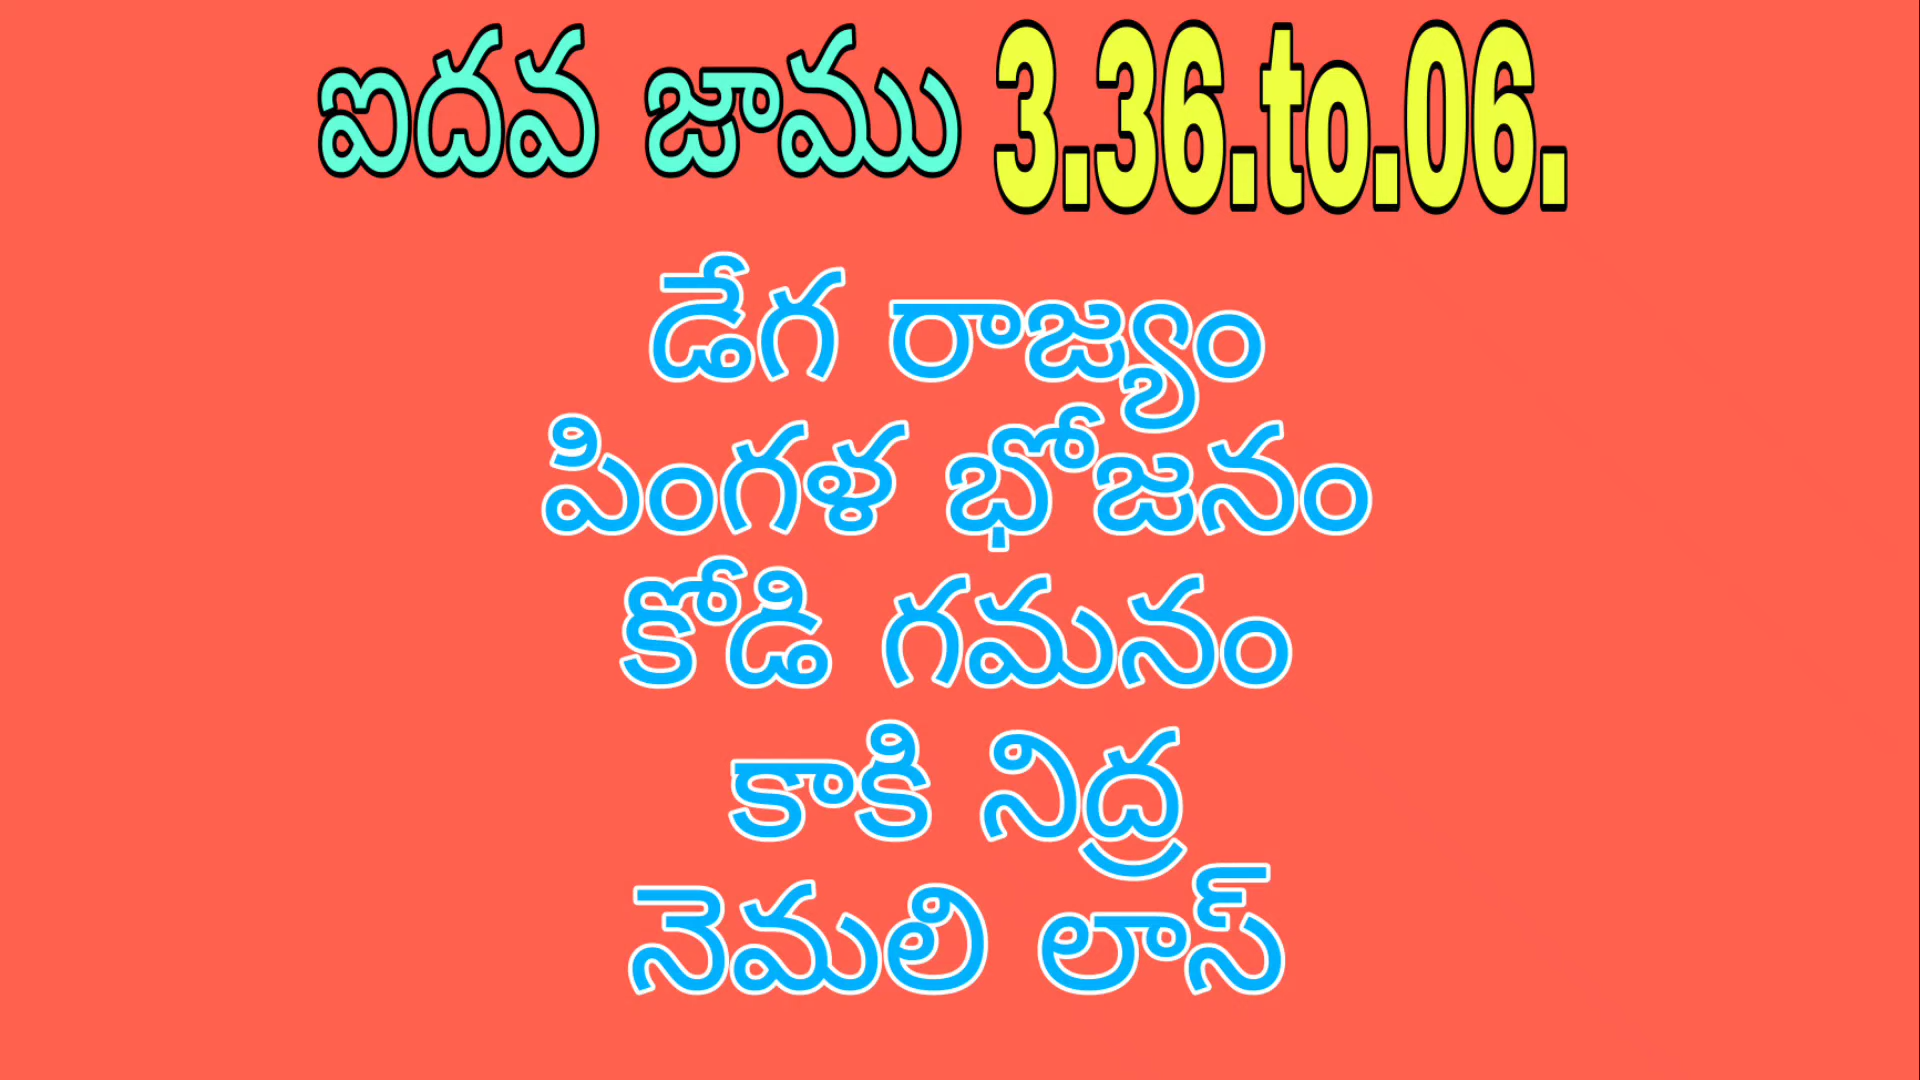 ఐదవ జాము 3.36.to.06.
డేగ రాజ్యం
పింగళ భోజనం
కోడి గమనం
కాకి నిద్ర
నెమలి లాస్